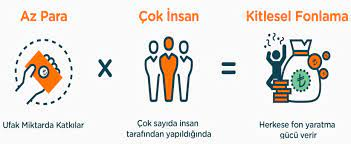 Az Para
Çok İnsan
Kitlesel Fonlama
x
=
Ufak Miktarda Katkılar
Çok sayıda insan
tarafından yapıldığında
Herkese fon yaratma
gücü verir